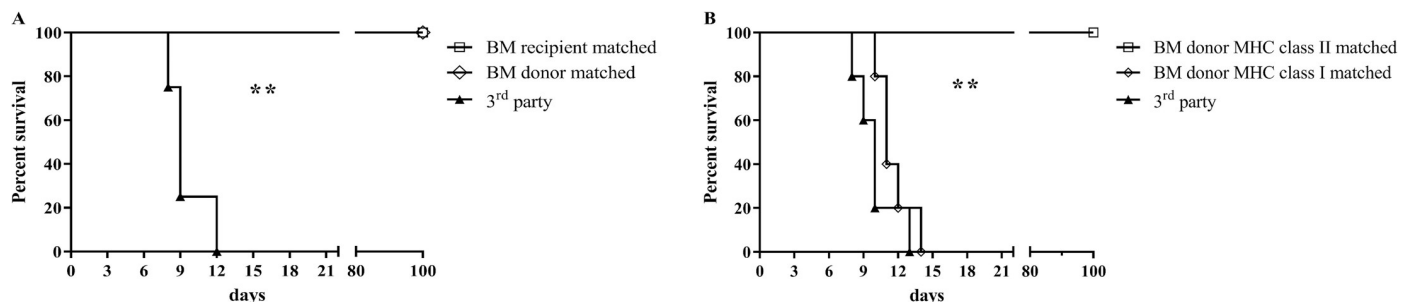 A
Percent survival
100
80
60
40
20
0
0 3 6 9 12 15 18 21 80 100
days
**
BM recipient matched
BM donor matched
3rd party
B
Percent survival
100
80
60
40
20
0
0 3 6 9 12 15 18 21 80 100
days
**
BM donor MHC class II matched
BM donor MHC class I matched
3rd party